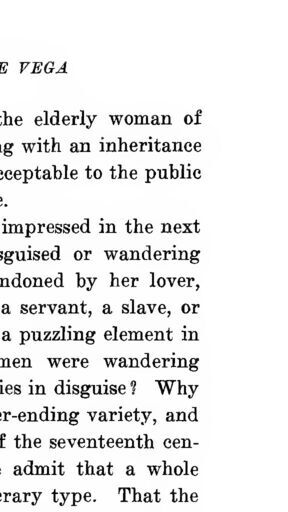 E VEGA
the elderly woman of
ng with an inheritance
cceptable to the public
e.
impressed in the next
sguised or wandering
ndoned by her lover,
a servant, a slave, or
a puzzling element in
men were wandering
ies in disguise? Why
er-ending variety, and
f the seventeenth cen-
e admit that a whole
erary type. That the